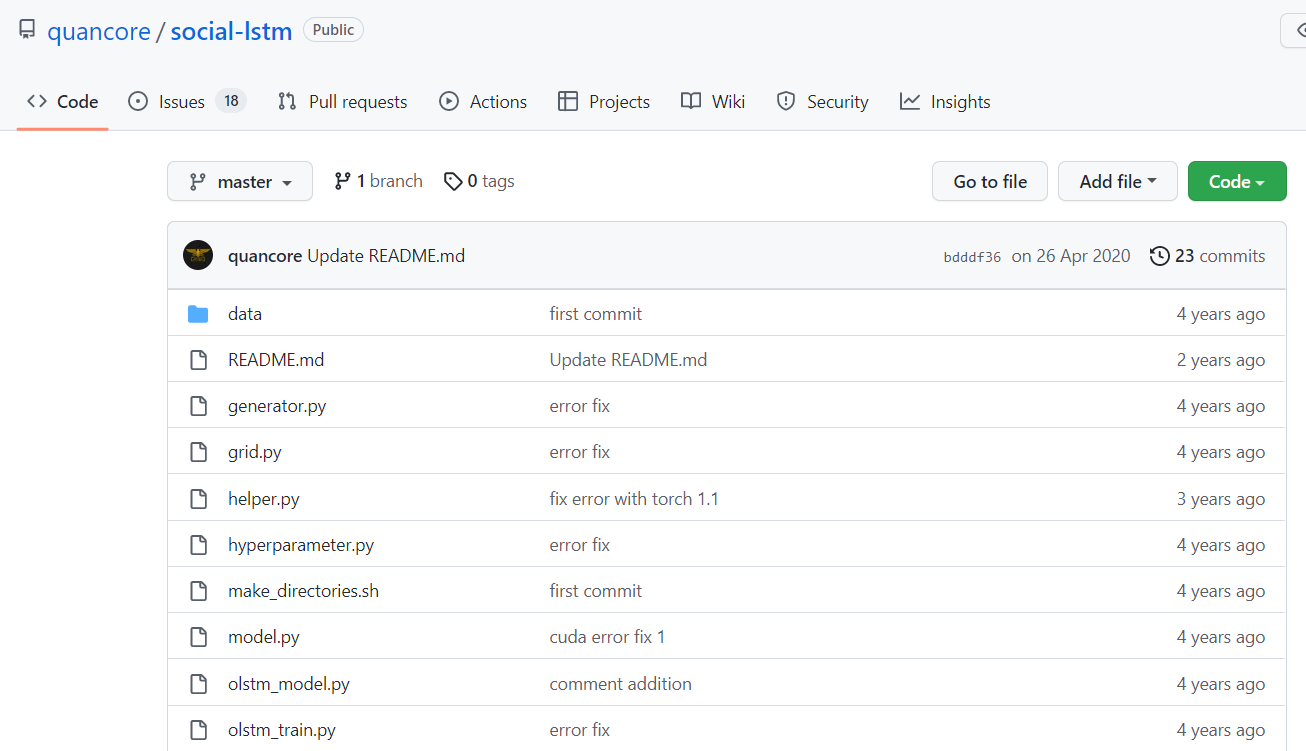 quancore / social-lstm Public
Code Issues 18 Pull requests Actions Projects Wiki Security Insights
master 1 branch 0 tags Go to file Add file Code
quancore Update README.md bdddf36 on 26 Apr 2020 23 commits
data first commit 4 years ago
README.md Update README.md 2 years ago
generator.py error fix 4 years ago
grid.py error fix 4 years ago
helper.py fix error with torch 1.1 3 years ago
hyperparameter.py error fix 4 years ago
make_directories.sh first commit 4 years ago
model.py cuda error fix 1 4 years ago
olstm_model.py comment addition 4 years ago
olstm_train.py error fix 4 years ago